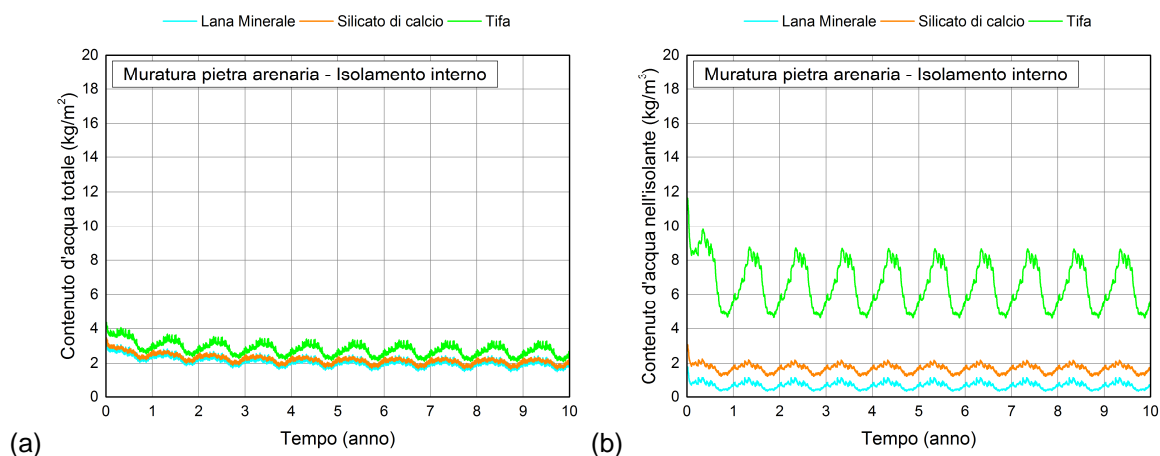 Lana Minerale Silicato di calcio Tifa
Muratura pietra arenaria - Isolamento interno
Contenuto d'acqua totale (kg/m²)
20
18
16
14
12
10
8
6
4
2
0
0 1 2 3 4 5 6 7 8 9 10
Tempo (anno)
(a)
Lana Minerale Silicato di calcio Tifa
Muratura pietra arenaria - Isolamento interno
Contenuto d'acqua nell'isolante (kg/m³)
20
18
16
14
12
10
8
6
4
2
0
0 1 2 3 4 5 6 7 8 9 10
Tempo (anno)
(b)